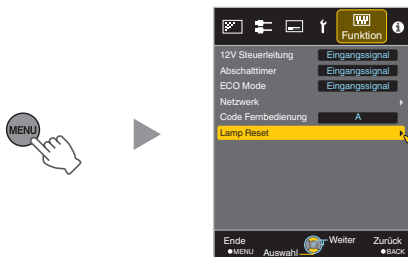 MENU
Funktion
12V Steuerleitung Eingangssignal
Abschalttimer Eingangssignal
ECO Mode Eingangssignal
Netzwerk
Code Fernbedienung A
Lamp Reset
Ende Weiter Zurück
●MENU Auswahl ●BACK